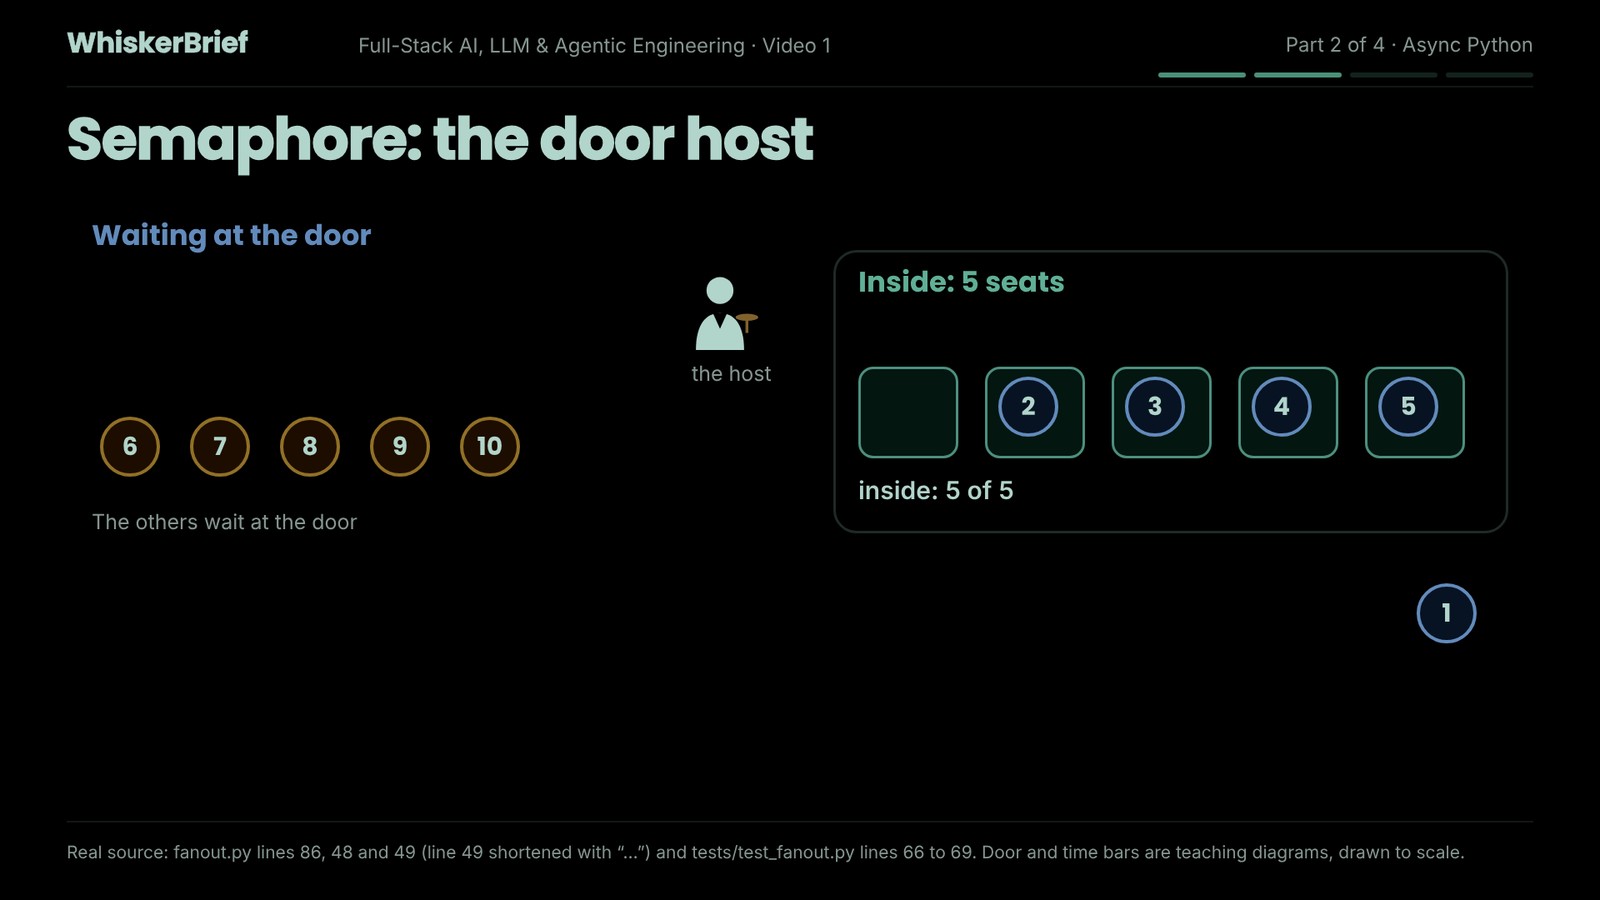 WhiskerBrief
Full-Stack AI, LLM & Agentic Engineering · Video 1
Part 2 of 4 · Async Python
Semaphore: the door host
Waiting at the door
the host
6 7 8 9 10
The others wait at the door
Inside: 5 seats
2 3 4 5
inside: 5 of 5
1
Real source: fanout.py lines 86, 48 and 49 (line 49 shortened with “...”) and tests/test_fanout.py lines 66 to 69. Door and time bars are teaching diagrams, drawn to scale.